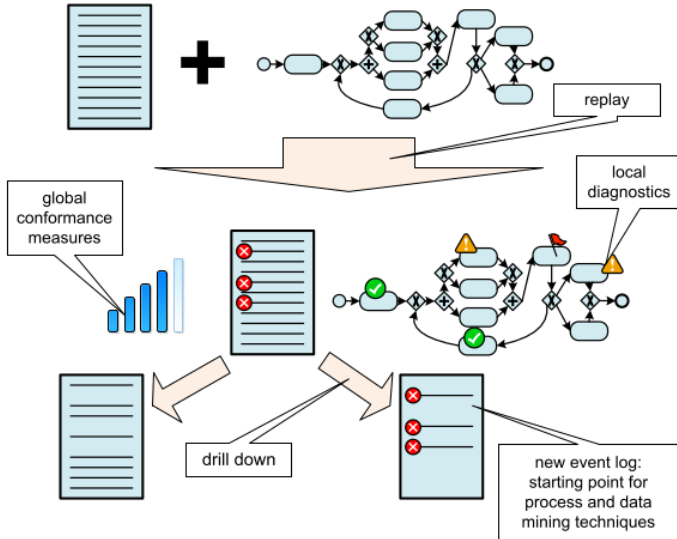 replay
global
conformance
measures
local
diagnostics
drill down
new event log:
starting point for
process and data
mining techniques